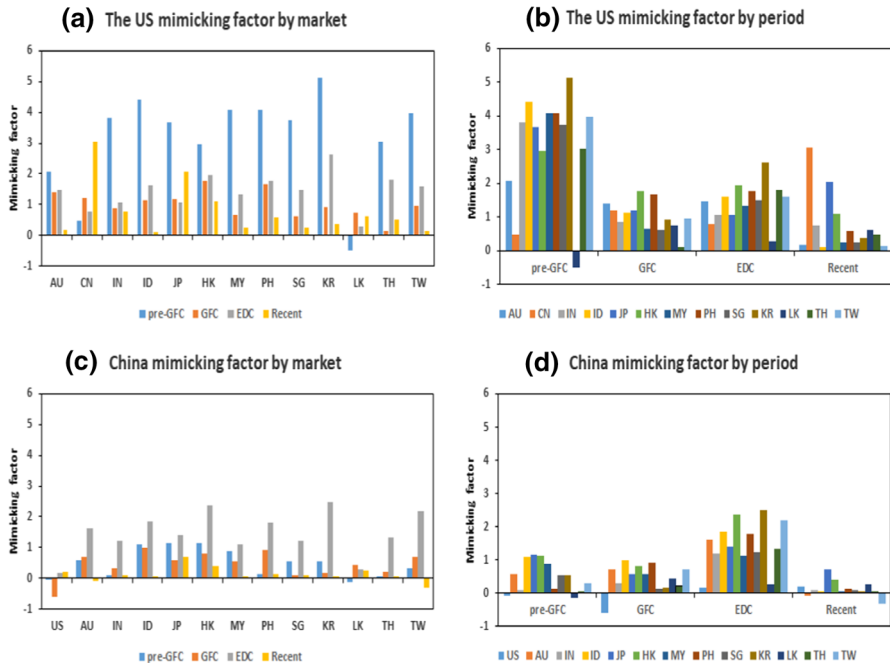 (a) The US mimicking factor by market
Mimicking factor
6
5
4
3
2
1
0
-1
AU CN IN ID JP HK MY PH SG KR LK TH TW
pre-GFC GFC EDC Recent
(b) The US mimicking factor by period
Mimicking factor
6
5
4
3
2
1
0
-1
pre-GFC GFC EDC Recent
AU CN IN ID JP HK MY PH SG KR LK TH TW
(c) China mimicking factor by market
Mimicking factor
6
5
4
3
2
1
0
-1
US AU IN ID JP HK MY PH SG KR LK TH TW
pre-GFC GFC EDC Recent
(d) China mimicking factor by period
Mimicking factor
6
5
4
3
2
1
0
-1
pre-GFC GFC EDC Recent
US AU IN ID JP HK MY PH SG KR LK TH TW